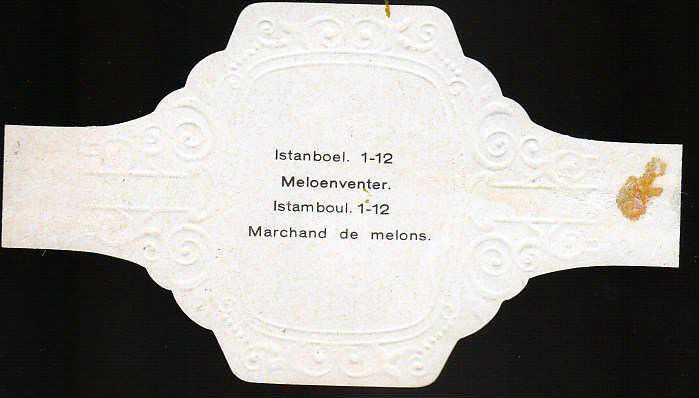 Istanboel. 1-12
Meloenventer.
Istamboul. 1-12
Marchand de melons.